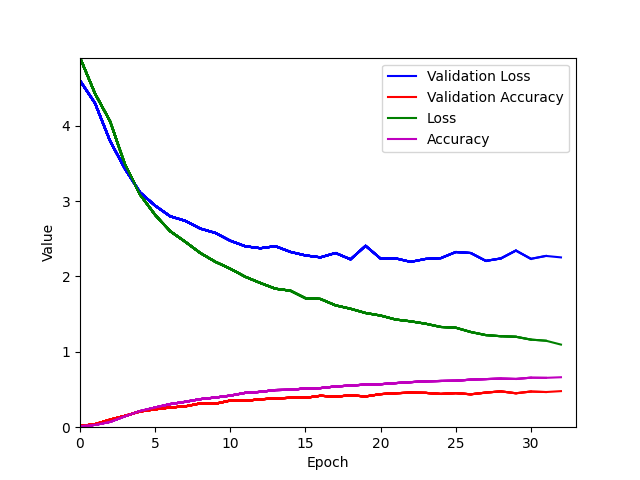 Validation Loss
Validation Accuracy
Loss
Accuracy
4
3
2
1
0
Value
0 5 10 15 20 25 30
Epoch